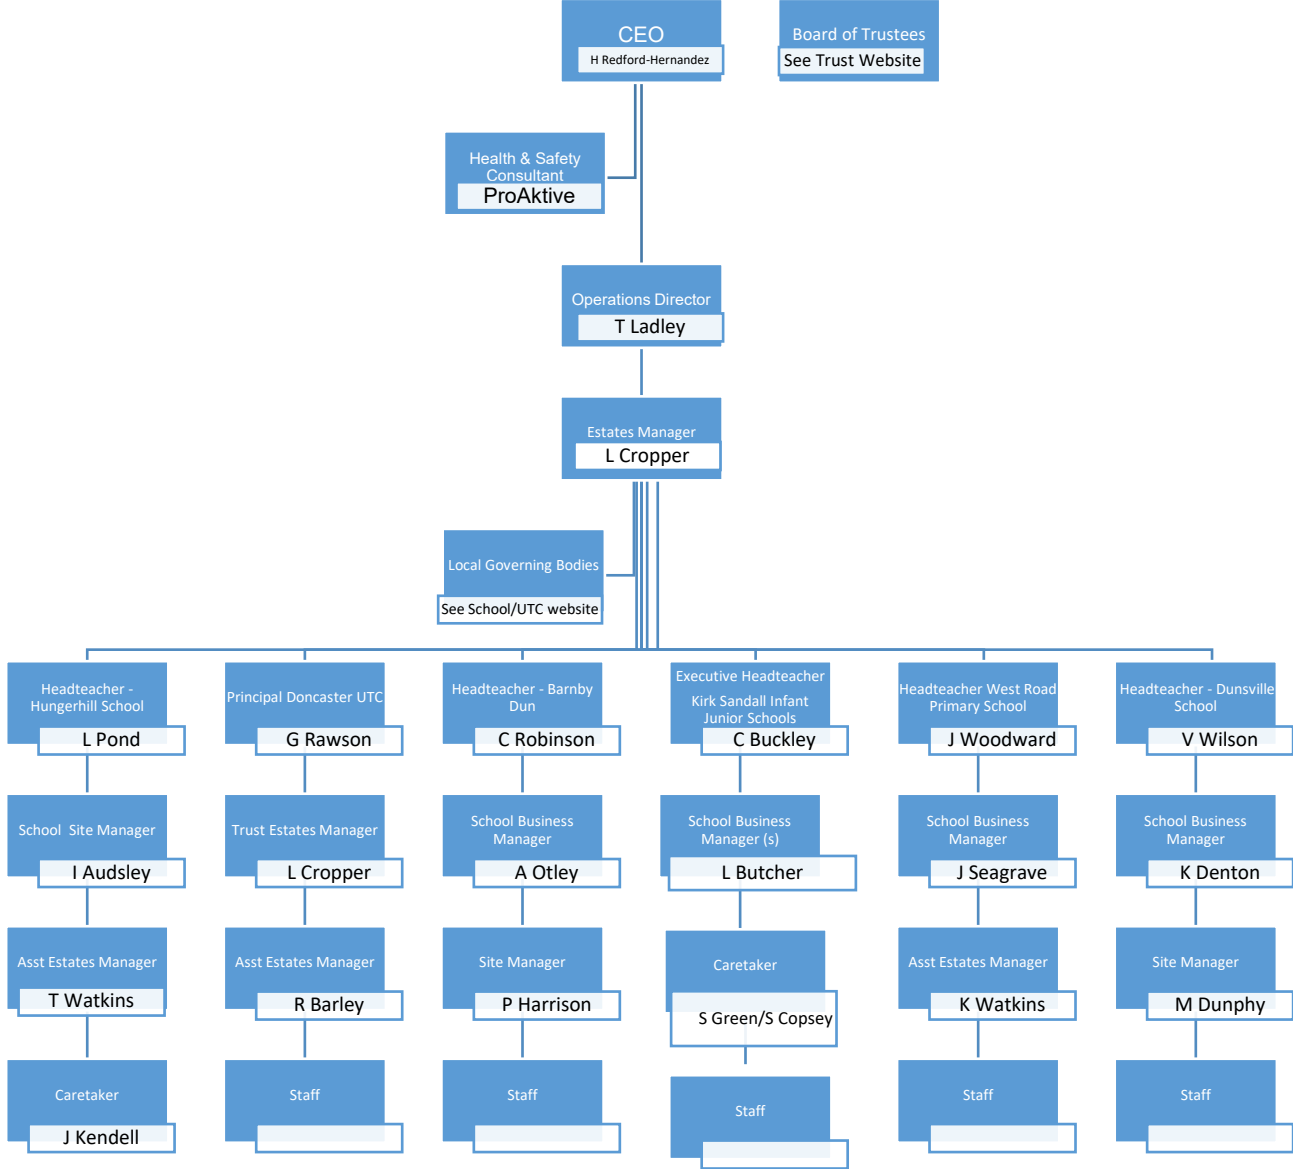 CEO
H Redford-Hernandez
Board of Trustees
See Trust Website
Health & Safety
Consultant
ProAktive
Operations Director
T Ladley
Estates Manager
L Cropper
Local Governing Bodies
See School/UTC website
Headteacher -
Hungerhill School
L Pond
Principal Doncaster UTC
G Rawson
Headteacher - Barnby
Dun
C Robinson
Executive Headteacher
Kirk Sandall Infant
Junior Schools
C Buckley
Headteacher West Road
Primary School
J Woodward
Headteacher - Dunsville
School
V Wilson
School  Site Manager
I Audsley
Trust Estates Manager
L Cropper
School Business
Manager
A Otley
School Business
Manager (s)
L Butcher
School Business
Manager
J Seagrave
School Business
Manager
K Denton
Asst Estates Manager
T Watkins
Asst Estates Manager
R Barley
Site Manager
P Harrison
Caretaker
S Green/S Copsey
Asst Estates Manager
K Watkins
Site Manager
M Dunphy
Caretaker
J Kendell
Staff
Staff
Staff
Staff
Staff